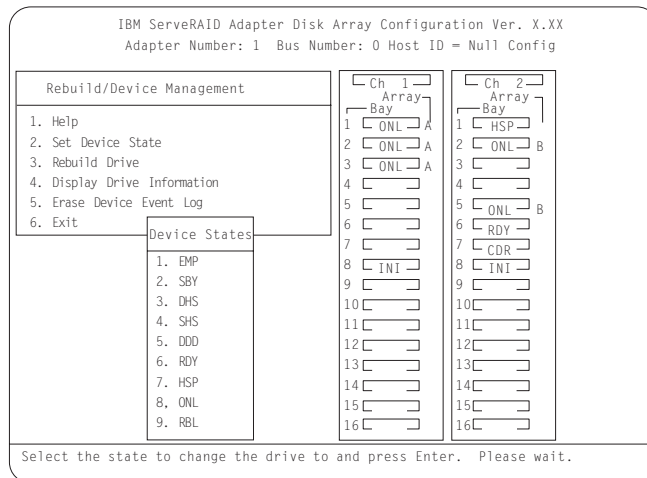 IBM ServeRAID Adapter Disk Array Configuration Ver. X.XX
Adapter Number: 1 Bus Number: 0 Host ID = Null Config
Rebuild/Device Management
1. Help
2. Set Device State
3. Rebuild Drive
4. Display Drive Information
5. Erase Device Event Log
6. Exit
Device States
1. EMP
2. SBY
3. DHS
4. SHS
5. DDD
6. RDY
7. HSP
8. ONL
9. RBL
Ch 1
Array
Bay
1 ONL A
2 ONL A
3 ONL A
4
5
6
7
8 INI
9
10
11
12
13
14
15
16
Ch 2
Array
Bay
1 HSP
2 ONL B
3
4
5 ONL B
6 RDY
7 CDR
8 INI
9
10
11
12
13
14
15
16
Select the state to change the drive to and press Enter. Please wait.